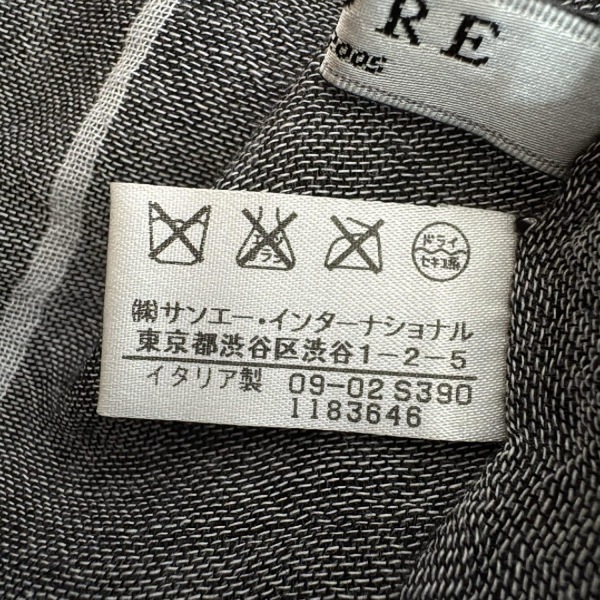 RE
ドライ
セキユ系
(株)サンエー・インターナショナル
東京都渋谷区渋谷1-2-5
イタリア製 09-02 S390
1183646